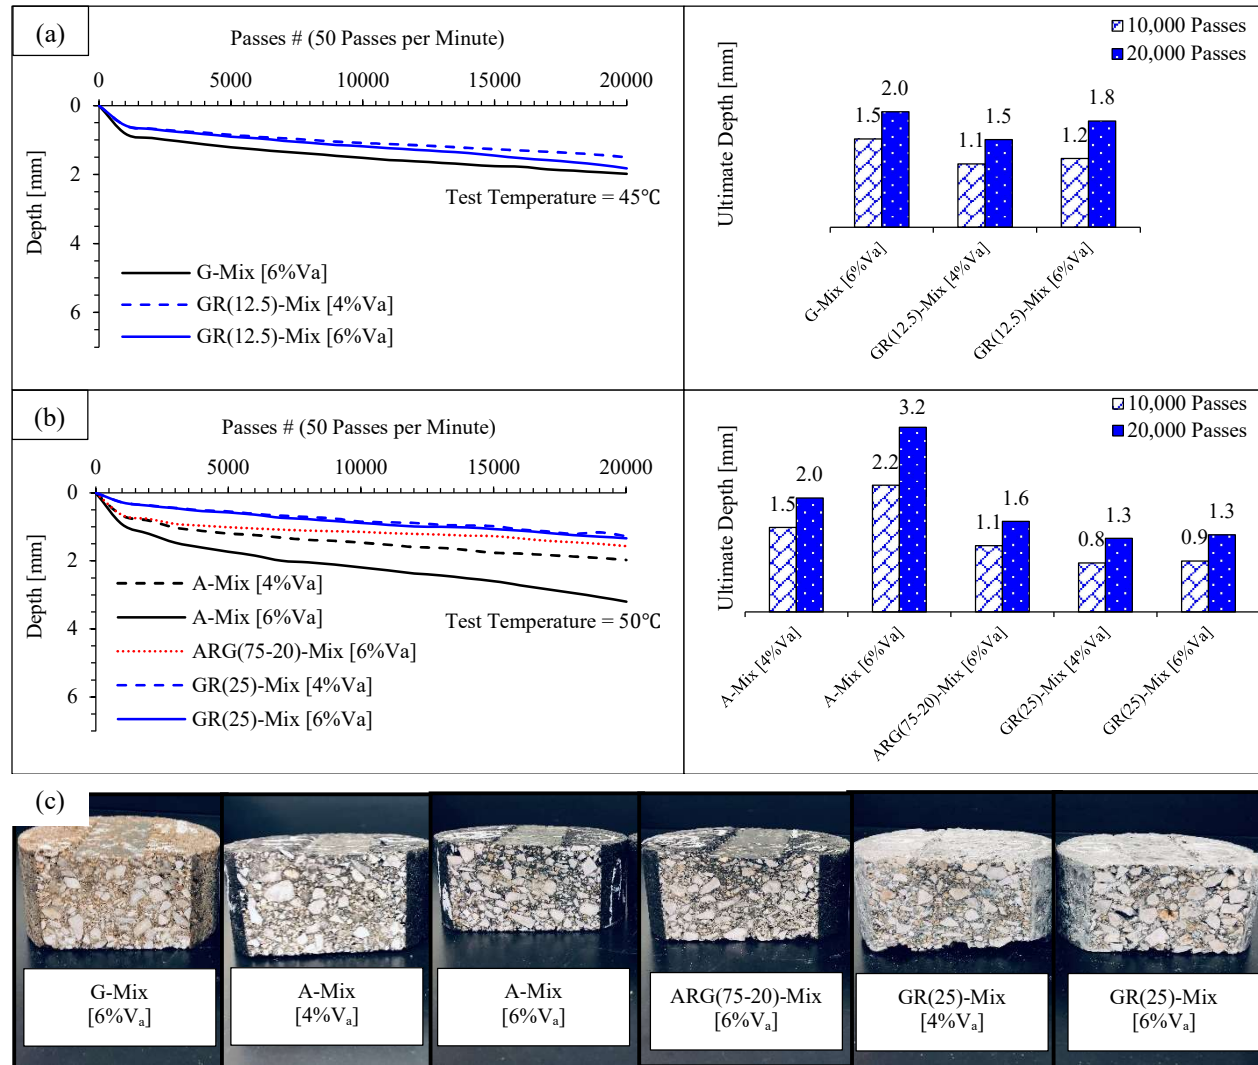 (a)
Passes # (50 Passes per Minute)
0 5000 10000 15000 20000
0
2
4
6
Depth [mm]
Test Temperature = 45℃
G-Mix [6%Va]
GR(12.5)-Mix [4%Va]
GR(12.5)-Mix [6%Va]
10,000 Passes
20,000 Passes
Ultimate Depth [mm]
1.5 2.0 1.1 1.5 1.2 1.8
G-Mix [6%Va]
GR(12.5)-Mix [4%Va]
GR(12.5)-Mix [6%Va]
(b)
Passes # (50 Passes per Minute)
0 5000 10000 15000 20000
0
2
4
6
Depth [mm]
A-Mix [4%Va]
A-Mix [6%Va]
Test Temperature = 50℃
ARG(75-20)-Mix [6%Va]
GR(25)-Mix [4%Va]
GR(25)-Mix [6%Va]
10,000 Passes
20,000 Passes
Ultimate Depth [mm]
1.5 2.0 2.2 3.2 1.1 1.6 0.8 1.3 0.9 1.3
A-Mix [4%Va]
A-Mix [6%Va]
ARG(75-20)-Mix [6%Va]
GR(25)-Mix [4%Va]
GR(25)-Mix [6%Va]
(c)
G-Mix
[6%Vₐ]
A-Mix
[4%Vₐ]
A-Mix
[6%Vₐ]
ARG(75-20)-Mix
[6%Vₐ]
GR(25)-Mix
[4%Vₐ]
GR(25)-Mix
[6%Vₐ]